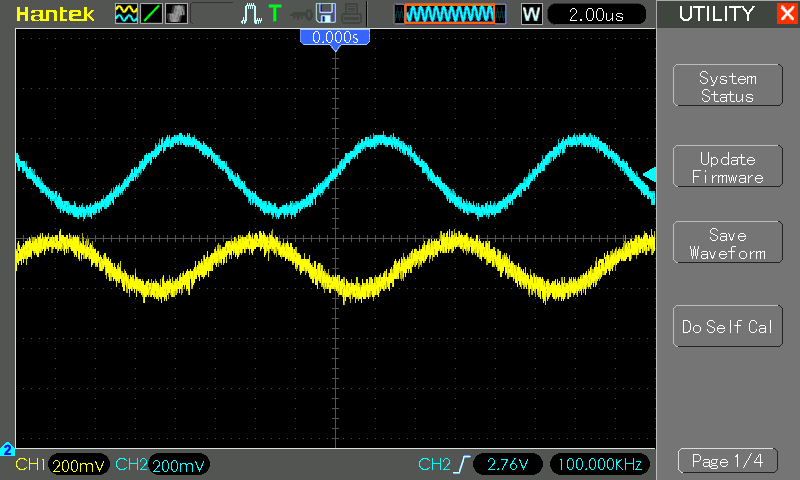 Hantek
T
W
2.00us
UTILITY
0.000s
System
Status
Update
Firmware
Save
Waveform
Do Self Cal
2
CH1 200mV CH2 200mV CH2 2.76V 100.000KHz
Page 1/4